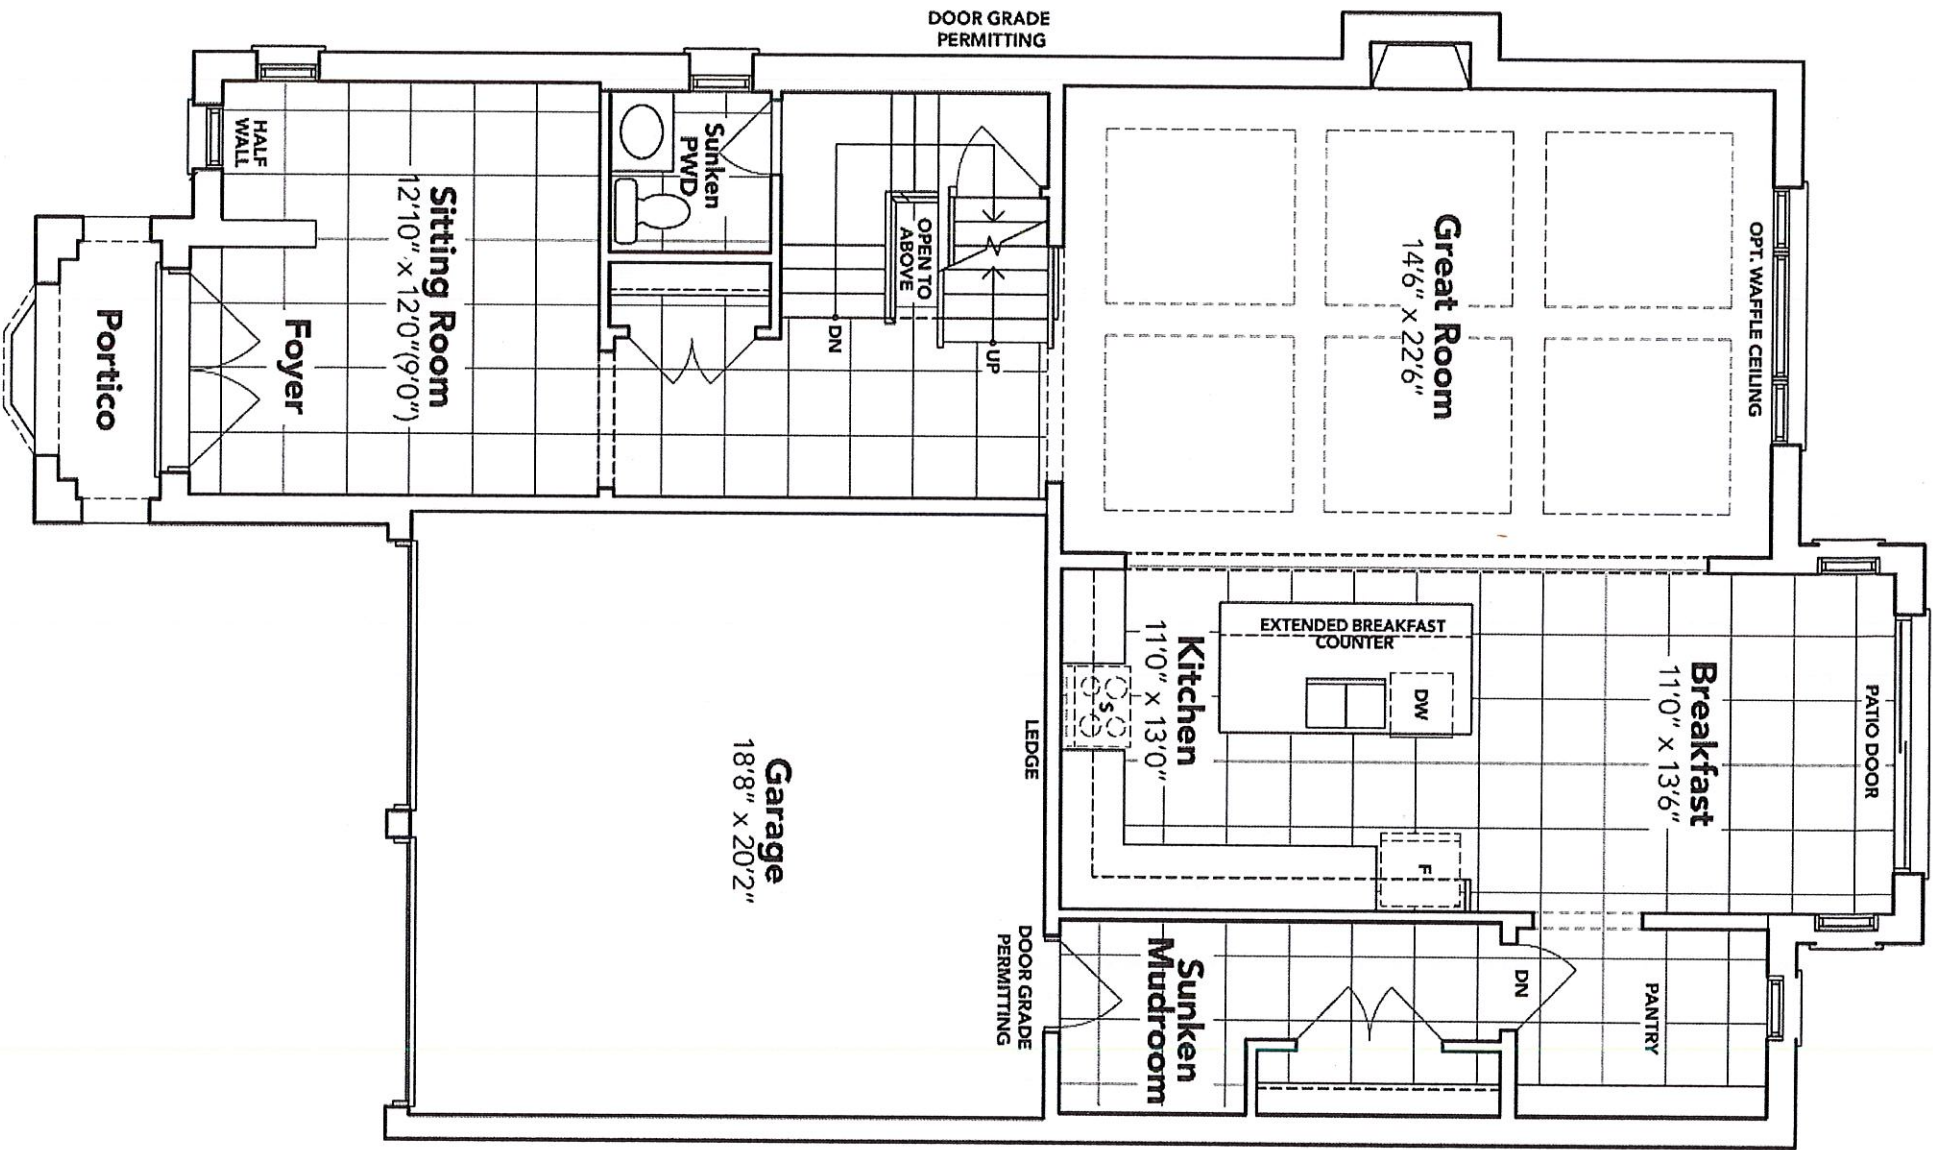 DOOR GRADE
PERMITTING
HALF
WALL
Sunken
PWD
Sitting Room
12'10" x 12'0"(9'0")
Foyer
Portico
OPEN TO
ABOVE
DN
UP
Great Room
14'6" x 22'6"
OPT. WAFFLE CEILING
EXTENDED BREAKFAST
COUNTER
DW
Kitchen
11'0" x 13'0"
S
Breakfast
11'0" x 13'6"
PATIO DOOR
F
LEDGE
Garage
18'8" x 20'2"
DOOR GRADE
PERMITTING
Sunken
Mudroom
DN
PANTRY